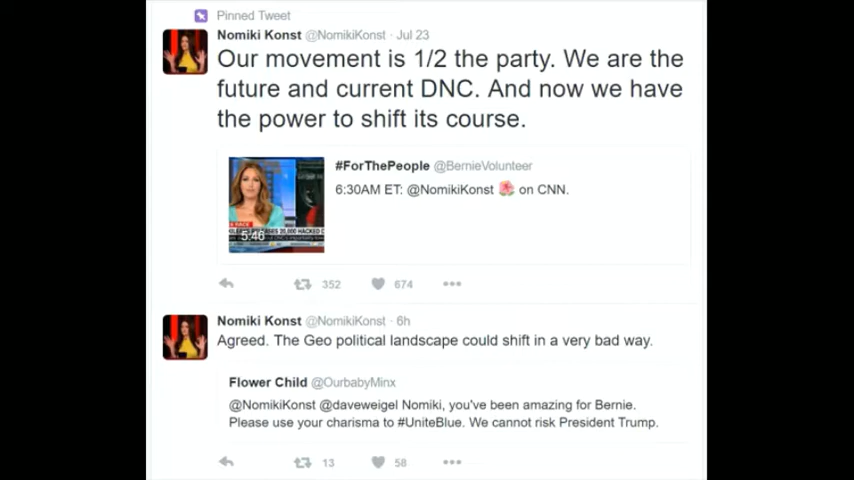 Pinned Tweet
Nomiki Konst @NomikiKonst · Jul 23
Our movement is 1/2 the party. We are the
future and current DNC. And now we have
the power to shift its course.
#ForThePeople @BernieVolunteer
6:30AM ET: @NomikiKonst 🌹 on CNN.
5:46
20,000 HACKED
352 674
Nomiki Konst @NomikiKonst · 6h
Agreed. The Geo political landscape could shift in a very bad way.
Flower Child @OurbabyMinx
@NomikiKonst @daveweigel Nomiki, you've been amazing for Bernie.
Please use your charisma to #UniteBlue. We cannot risk President Trump.
13 58